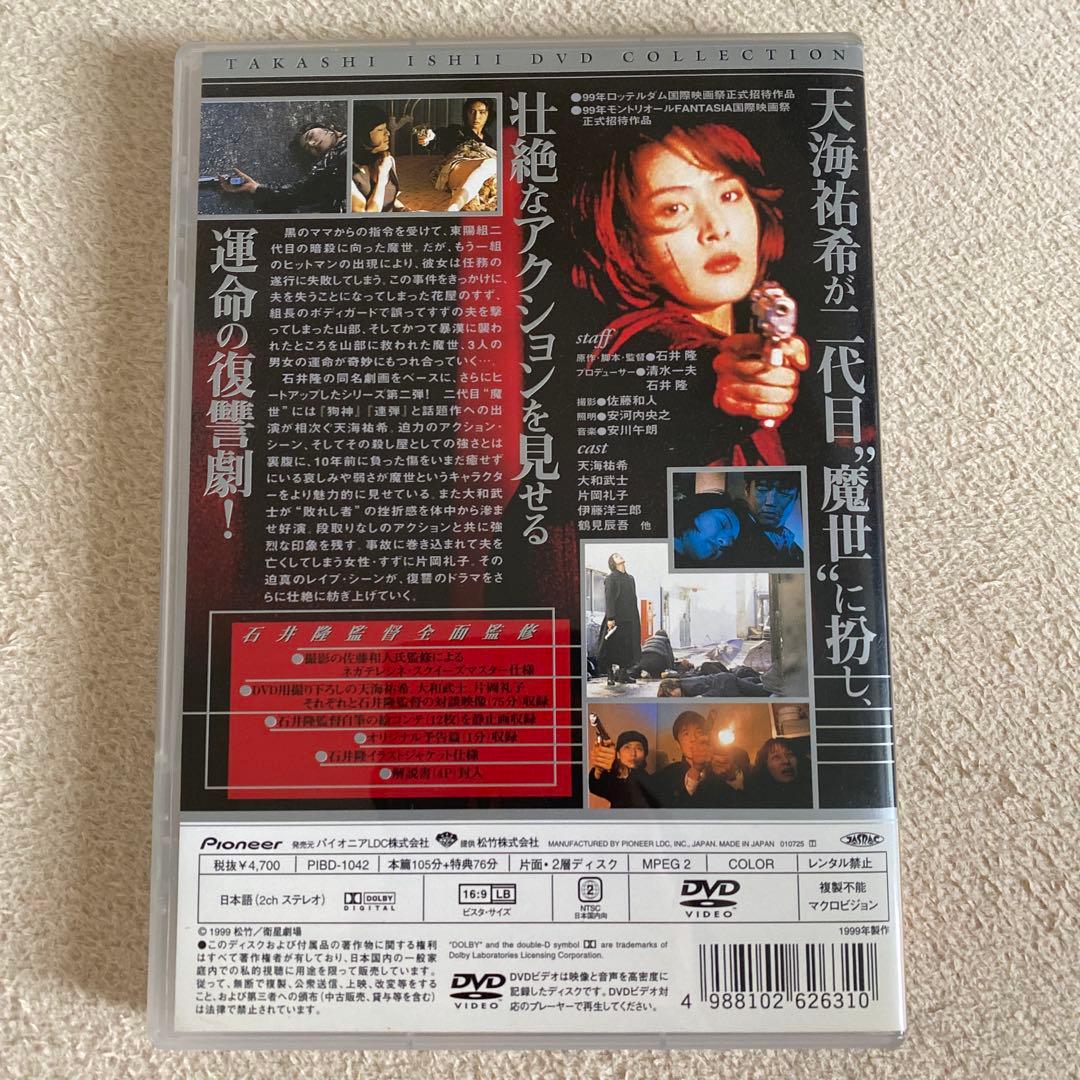 TAKASHI ISHII DVD COLLECTION
天海祐希が二代目”魔世“に扮し、
壮絶なアクションを見せる
運命の復讐劇！
●99年ロッテルダム国際映画祭正式招待作品
●99年モントリオールFANTASIA国際映画祭
正式招待作品
黒のママからの指令を受けて、東陽組二
代目の暗殺に向った魔世。だが、もう一組
のヒットマンの出現により、彼女は任務の
遂行に失敗してしまう。この事件をきっかけに、
夫を失うことになってしまった花屋のすず、
組長のボディガードで誤ってすずの夫を撃
ってしまった山部、そしてかつて暴漢に襲わ
れたところを山部に救われた魔世、3人の
男女の運命が奇妙にもつれ合っていく…。
石井隆の同名劇画をベースに、さらにヒ
ートアップしたシリーズ第二弾！ 二代目“魔
世”には『狗神』『連弾』と話題作への出
演が相次ぐ天海祐希。迫力のアクション・
シーン、そしてその殺し屋としての強さとは
裏腹に、10年前に負った傷をいまだ癒せず
にいる哀しみや弱さが魔世というキャラクタ
ーをより魅力的に見せている。また大和武
士が“敗れし者”の挫折感を体中から滲ま
せ好演。段取りなしのアクションと共に強
烈な印象を残す。事故に巻き込まれて夫を
亡くしてしまう女性・すずに片岡礼子。その
迫真のレイプ・シーンが、復讐のドラマをさ
らに壮絶に紡ぎ上げていく。
staff
原作・脚本・監督●石井 隆
プロデューサー●清水一夫
石井 隆
撮影●佐藤和人
照明●安河内央之
音楽●安川午朗
cast
天海祐希
大和武士
片岡礼子
伊藤洋三郎
鶴見辰吾 他
石井隆監督全面監修
●撮影の佐藤和人氏監修による
ネガテレシネ・スクイーズマスター仕様
●DVD用撮り下ろしの天海祐希、大和武士、片岡礼子
それぞれと石井隆監督の対談映像（75分）収録
●石井隆監督自筆の絵コンテ（12枚）を静止画収録
●オリジナル予告篇（1分）収録
●石井隆イラストジャケット仕様
●解説書（4P）封入
Pioneer 発売元 パイオニアLDC株式会社 提供 松竹株式会社 MANUFACTURED BY PIONEER LDC, INC., JAPAN. MADE IN JAPAN 010725 JASRAC
税抜¥4,700 PIBD-1042 本篇105分+特典76分 片面・2層ディスク MPEG 2 COLOR レンタル禁止
日本語（2ch ステレオ） DOLBY DIGITAL 16:9 LB ビスタ・サイズ 2 NTSC 日本国内向 DVD VIDEO 複製不能 マクロビジョン
© 1999 松竹／衛星劇場
1999年製作
●このディスクおよび付属品の著作物に関する権利
はすべて著作権者が有しており、日本国内の一般家
庭内での私的視聴に用途を限って販売しています。
従って、無断で複製、公衆送信、上映、改変等をする
こと、および第三者への頒布（中古販売、貸与等を含む）
は法律で禁止されています。
"DOLBY" and the double-D symbol are trademarks of
Dolby Laboratories Licensing Corporation.
DVD VIDEO
DVDビデオは映像と音声を高密度に
記録したディスクです。DVDビデオ対
応のプレーヤーで再生してください。
4 988102 626310